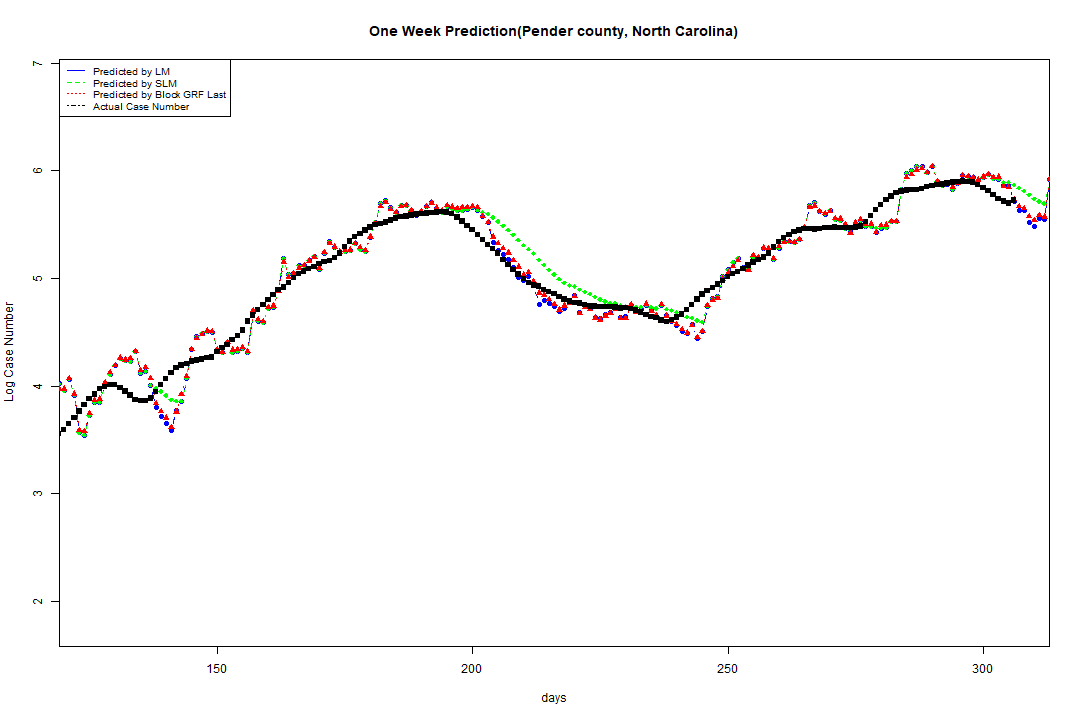 One Week Prediction(Pender county, North Carolina)
7
Predicted by LM
Predicted by SLM
Predicted by Block GRF Last
Actual Case Number
6
5
Log Case Number
4
3
2
150 200 250 300
days